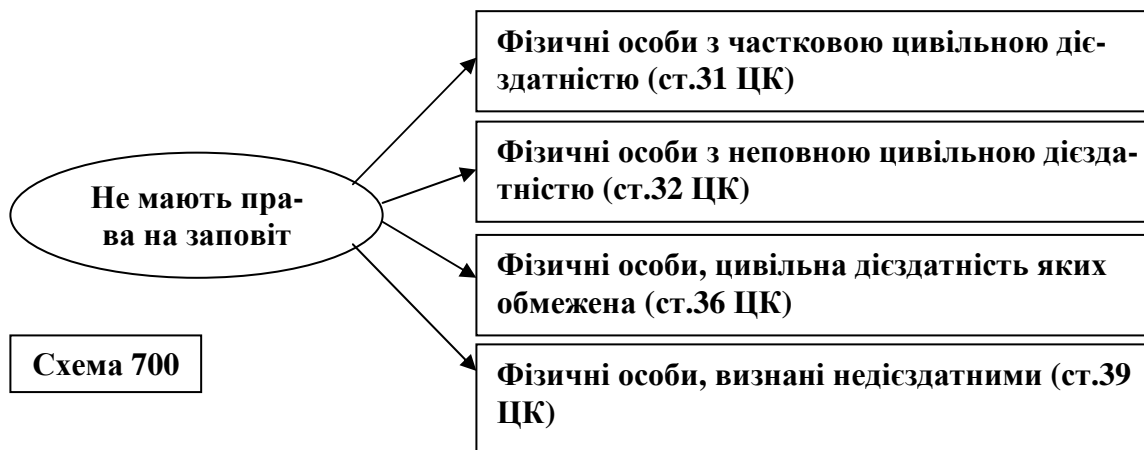 Фізичні особи з частковою цивільною діє-
здатністю (ст.31 ЦК)
Фізичні особи з неповною цивільною дієзда-
тністю (ст.32 ЦК)
Не мають пра-
ва на заповіт
Фізичні особи, цивільна дієздатність яких
обмежена (ст.36 ЦК)
Схема 700
Фізичні особи, визнані недієздатними (ст.39
ЦК)